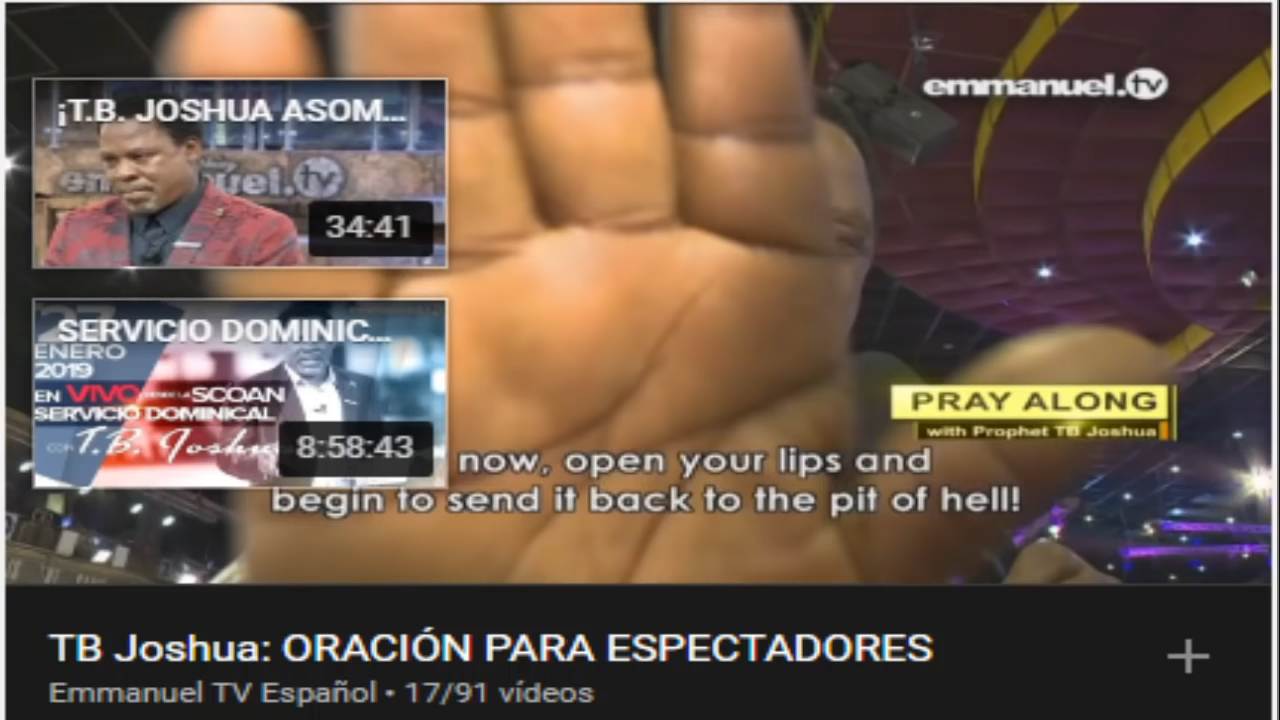 emmanuel.tv
¡T.B. JOSHUA ASOM...
34:41
SERVICIO DOMINIC...
27
ENERO
2019
EN VIVO SCOAN
SERVICIO DOMINICAL
CON T.B. Joshua
8:58:43
PRAY ALONG
with Prophet TB Joshua
now, open your lips and
begin to send it back to the pit of hell!
TB Joshua: ORACIÓN PARA ESPECTADORES
Emmanuel TV Español • 17/91 vídeos